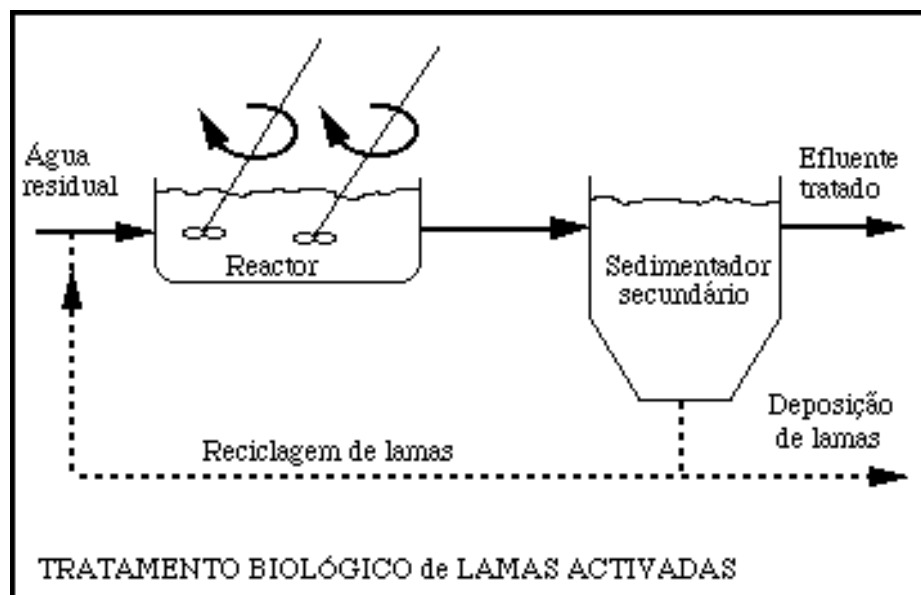 Água
residual
Efluente
tratado
Reactor
Sedimentador
secundário
Deposição
de lamas
Reciclagem de lamas
TRATAMENTO BIOLÓGICO de LAMAS ACTIVADAS